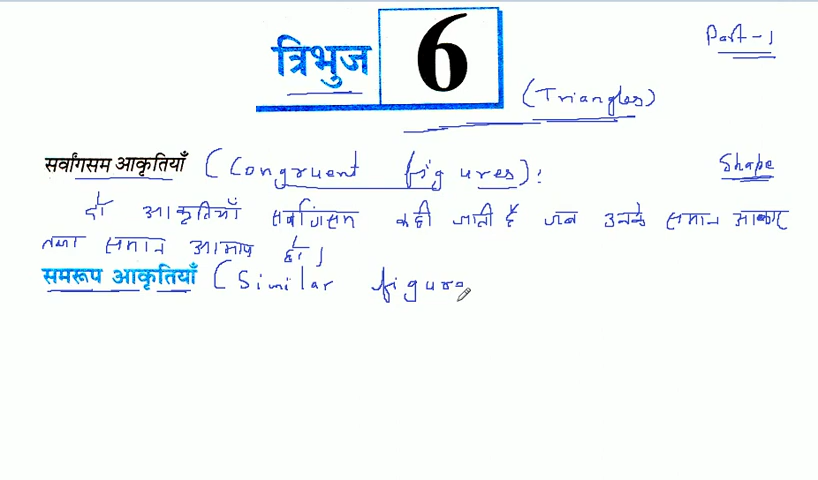 Part-1
त्रिभुज 6
(Triangles)
सर्वांगसम आकृतियाँ (Congruent figures):
Shape
दो आकृतियाँ सर्वांगसम कही जाती हैं जब उनके समान आकार
तथा समान आमाप हों।
समरूप आकृतियाँ (Similar figure